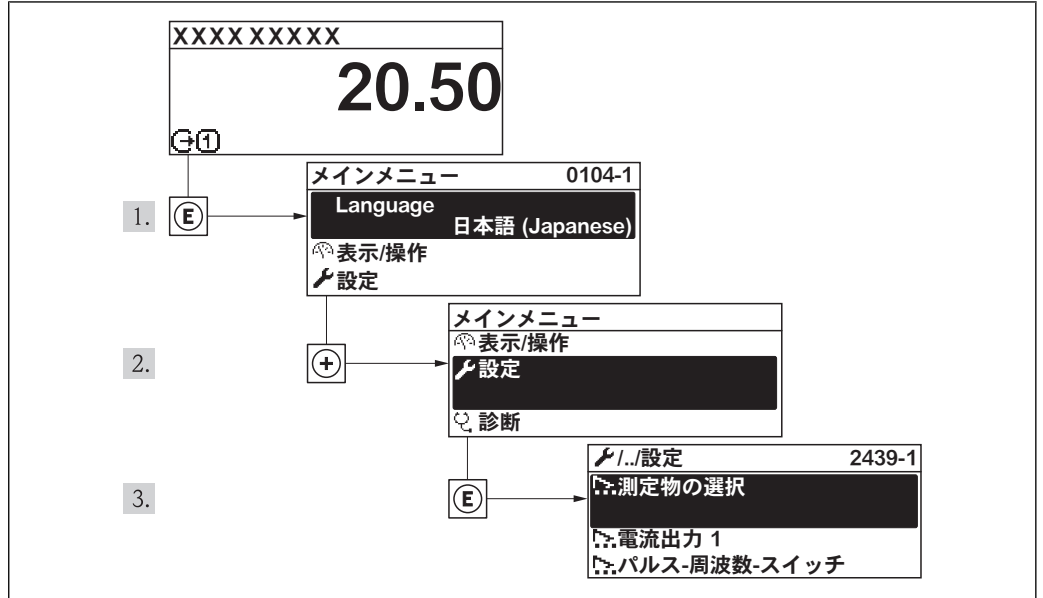 XXXX XXXXX
20.50
1
メインメニュー 0104-1
1. E
Language
日本語 (Japanese)
表示/操作
設定
メインメニュー
表示/操作
2. +
設定
診断
/../設定 2439-1
3. E
測定物の選択
電流出力 1
パルス-周波数-スイッチ